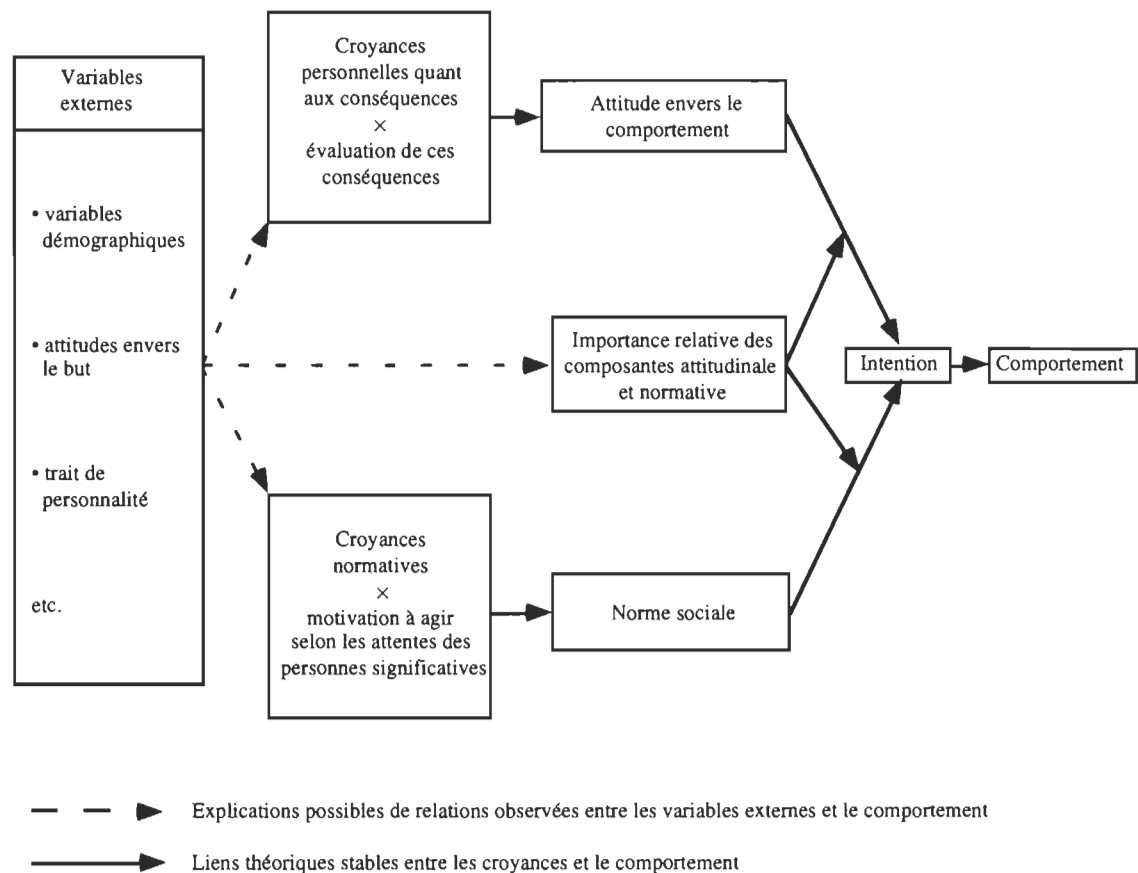 Variables
externes
• variables
démographiques
• attitudes envers
le but
• trait de
personnalité
etc.
Croyances
personnelles quant
aux conséquences
×
évaluation de ces
conséquences
Attitude envers le
comportement
Importance relative des
composantes attitudinale
et normative
Intention
Comportement
Croyances
normatives
×
motivation à agir
selon les attentes des
personnes significatives
Norme sociale
Explications possibles de relations observées entre les variables externes et le comportement
Liens théoriques stables entre les croyances et le comportement